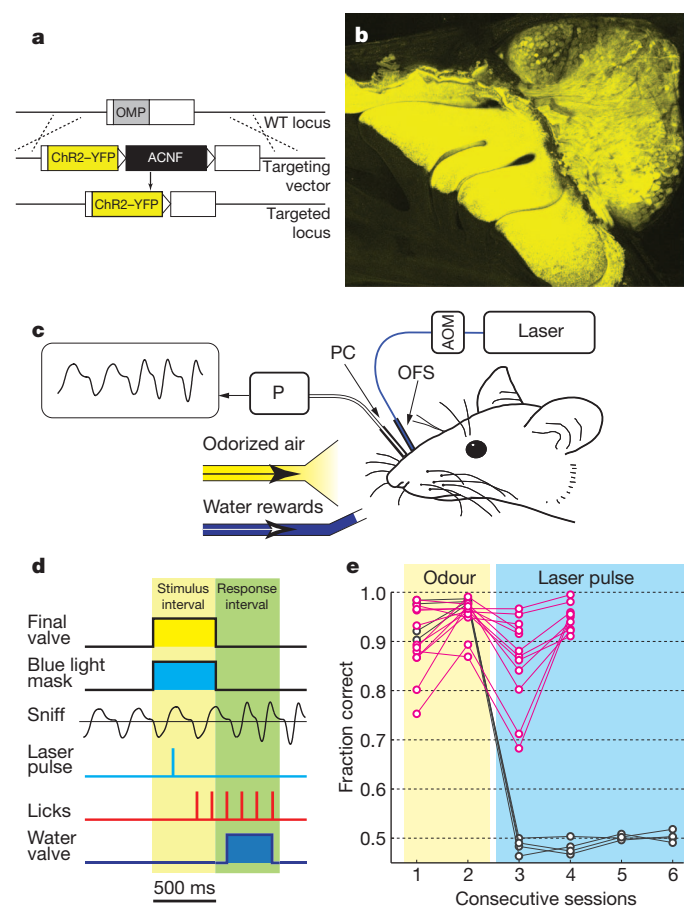 a
OMP
WT locus
ChR2–YFP
ACNF
Targeting
vector
ChR2–YFP
Targeted
locus
b
c
P
PC
OFS
AOM
Laser
Odorized air
Water rewards
d
Stimulus
interval
Response
interval
Final
valve
Blue light
mask
Sniff
Laser
pulse
Licks
Water
valve
500 ms
e
Odour
Laser pulse
1.0
0.9
0.8
0.7
0.6
0.5
Fraction correct
1
2
3
4
5
6
Consecutive sessions